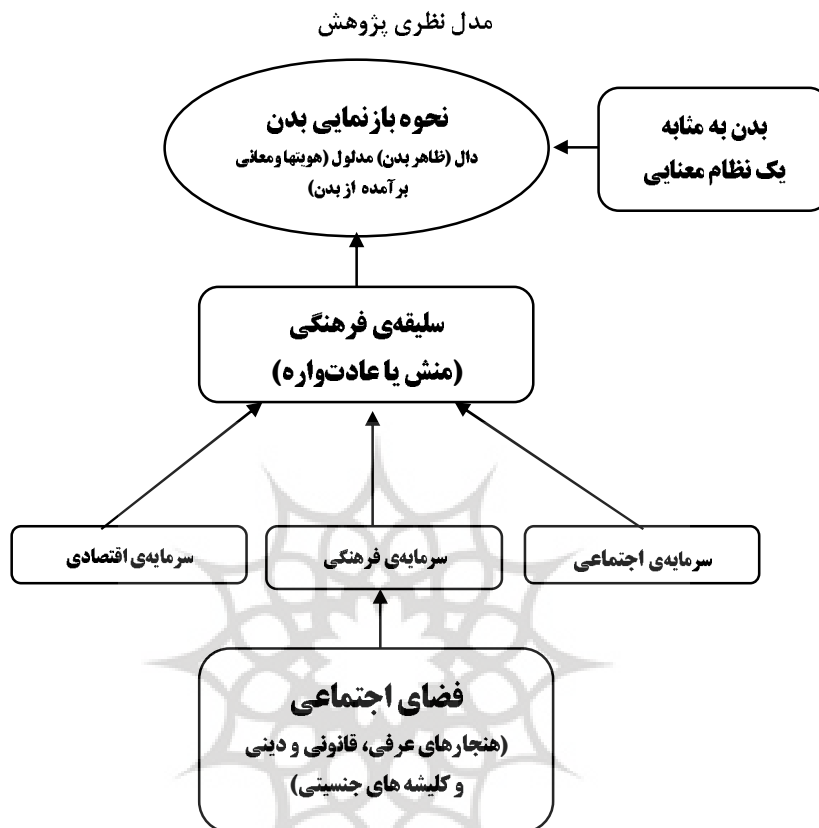 مدل نظری پژوهش
نحوه بازنمایی بدن
دال (ظاهر بدن) مدلول (هویتها ومعانی
برآمده از بدن)
بدن به مثابه
یک نظام معنایی
سلیقه‌ی فرهنگی
(منش یا عادت‌واره)
سرمایه‌ی اجتماعی
سرمایه‌ی فرهنگی
سرمایه‌ی اقتصادی
فضای اجتماعی
(هنجارهای عرفی، قانونی و دینی
و کلیشه های جنسیتی)